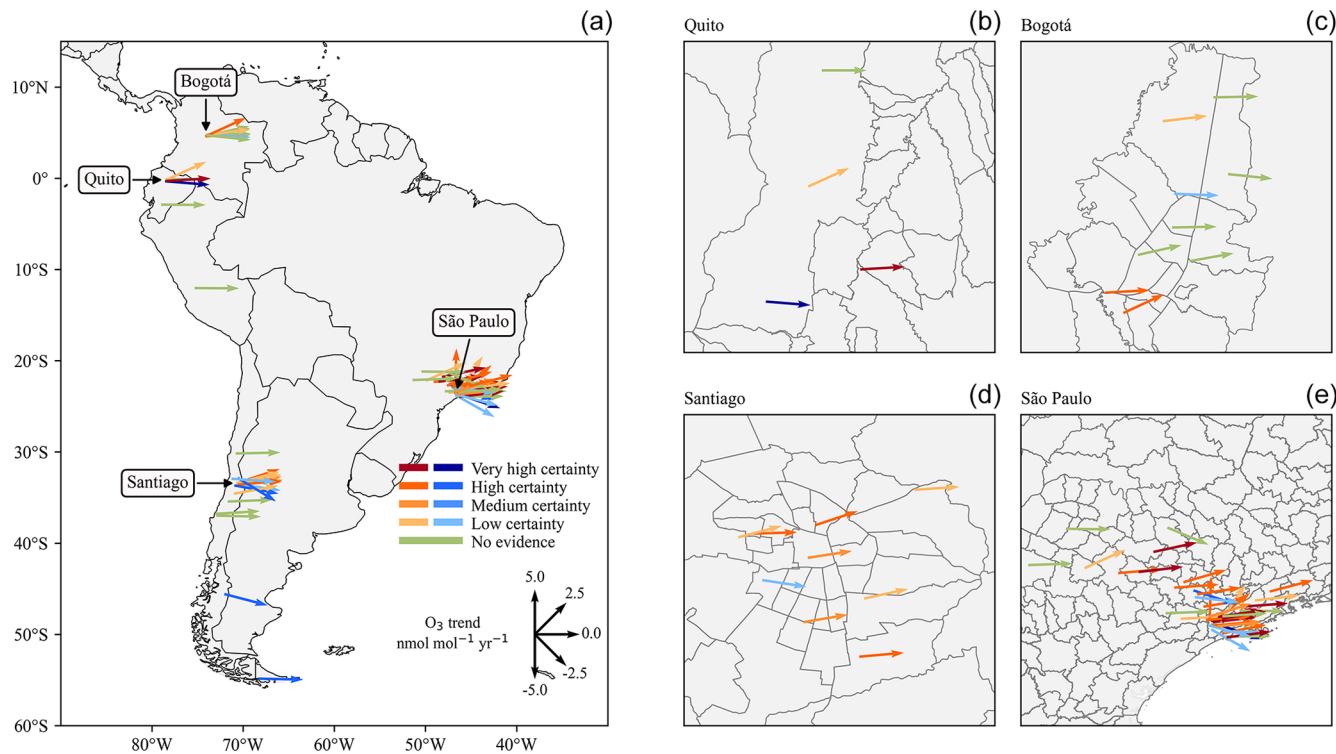 (a)
(b)
(c)
Quito
Bogotá
10°N
0°
10°S
20°S
30°S
40°S
50°S
60°S
80°W
70°W
60°W
50°W
40°W
Bogotá
Quito
São Paulo
Santiago
Very high certainty
High certainty
Medium certainty
Low certainty
No evidence
O₃ trend
nmol mol⁻¹ yr⁻¹
5.0
2.5
0.0
-2.5
-5.0
(d)
(e)
Santiago
São Paulo